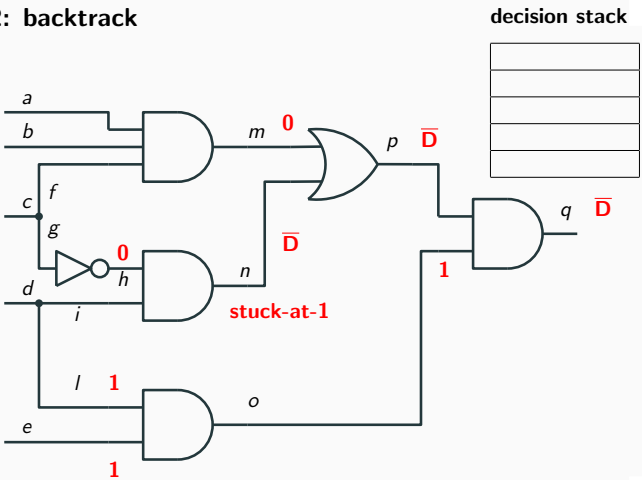 2: backtrack
decision stack
a
b
m
0
p
D̅
f
c
g
q
D̅
0
h
n
D̅
1
d
i
stuck-at-1
l
1
o
e
1